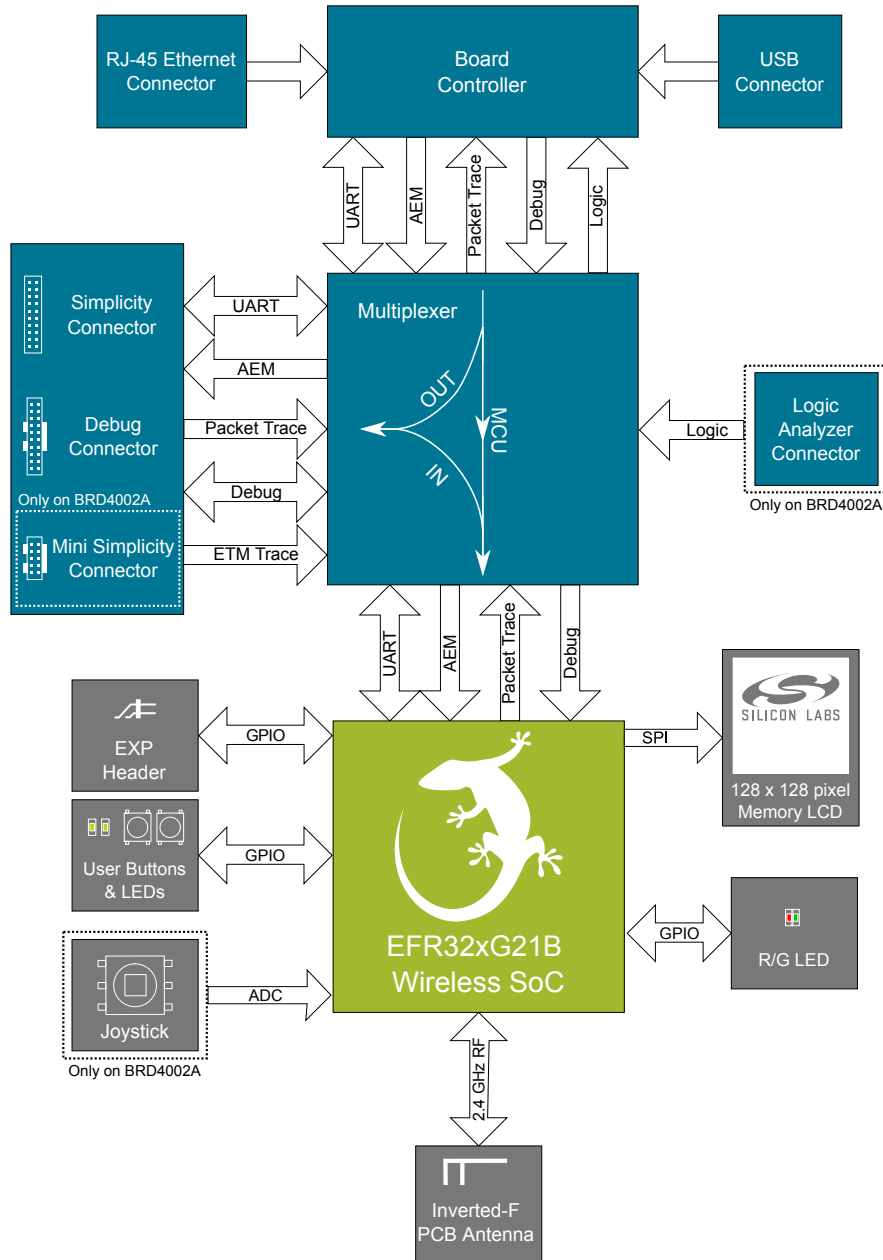 RJ-45 Ethernet
Connector
Board
Controller
USB
Connector
UART
AEM
Packet Trace
Debug
Logic
Simplicity
Connector
Debug
Connector
Only on BRD4002A
Mini Simplicity
Connector
UART
AEM
Packet Trace
Debug
ETM Trace
Multiplexer
OUT
MCU
IN
Logic
Logic
Analyzer
Connector
Only on BRD4002A
UART
AEM
Packet Trace
Debug
EXP
Header
GPIO
User Buttons
& LEDs
GPIO
Joystick
Only on BRD4002A
ADC
EFR32xG21B
Wireless SoC
SPI
SILICON LABS
128 x 128 pixel
Memory LCD
GPIO
R/G LED
2.4 GHz RF
Inverted-F
PCB Antenna